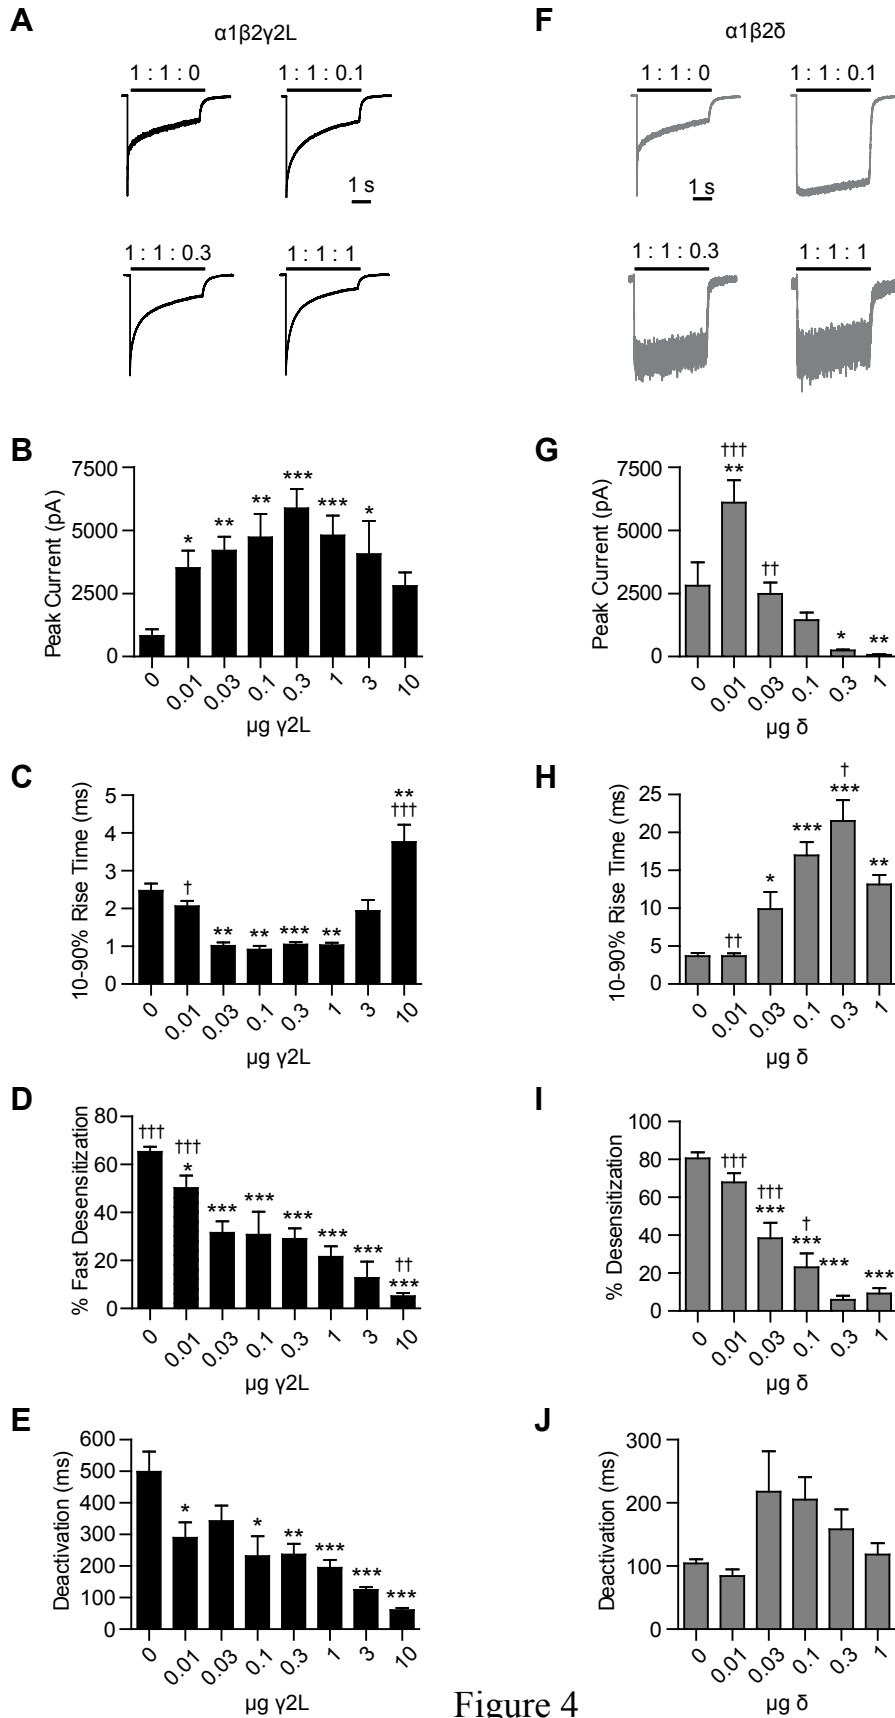 A
α1β2γ2L
1 : 1 : 0
1 : 1 : 0.1
1 s
1 : 1 : 0.3
1 : 1 : 1
F
α1β2δ
1 : 1 : 0
1 : 1 : 0.1
1 s
1 : 1 : 0.3
1 : 1 : 1
B
Peak Current (pA)
7500
5000
2500
0
* ** ** *** *** *
0 0.01 0.03 0.1 0.3 1 3 10
µg γ2L
G
Peak Current (pA)
7500
5000
2500
0
†††
**
††
* **
0 0.01 0.03 0.1 0.3 1
µg δ
C
10-90% Rise Time (ms)
5
4
3
2
1
0
**
†††
†
** ** *** **
0 0.01 0.03 0.1 0.3 1 3 10
µg γ2L
H
10-90% Rise Time (ms)
25
20
15
10
5
0
†
***
***
**
*
††
0 0.01 0.03 0.1 0.3 1
µg δ
D
% Fast Desensitization
80
60
40
20
0
†††
†††
*
*** *** *** *** ***
††
***
0 0.01 0.03 0.1 0.3 1 3 10
µg γ2L
I
% Desensitization
100
80
60
40
20
0
†††
†††
***
†
***
*** ***
0 0.01 0.03 0.1 0.3 1
µg δ
E
Deactivation (ms)
600
500
400
300
200
100
0
* * ** *** *** ***
0 0.01 0.03 0.1 0.3 1 3 10
µg γ2L
J
Deactivation (ms)
300
200
100
0
0 0.01 0.03 0.1 0.3 1
µg δ
Figure 4